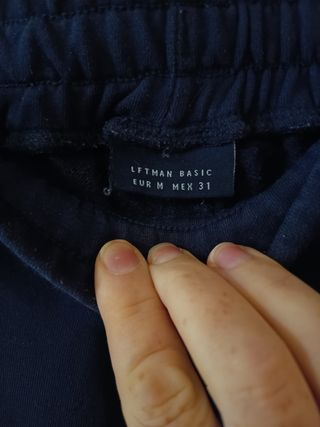 LFTMAN BASIC
EUR M MEX 31